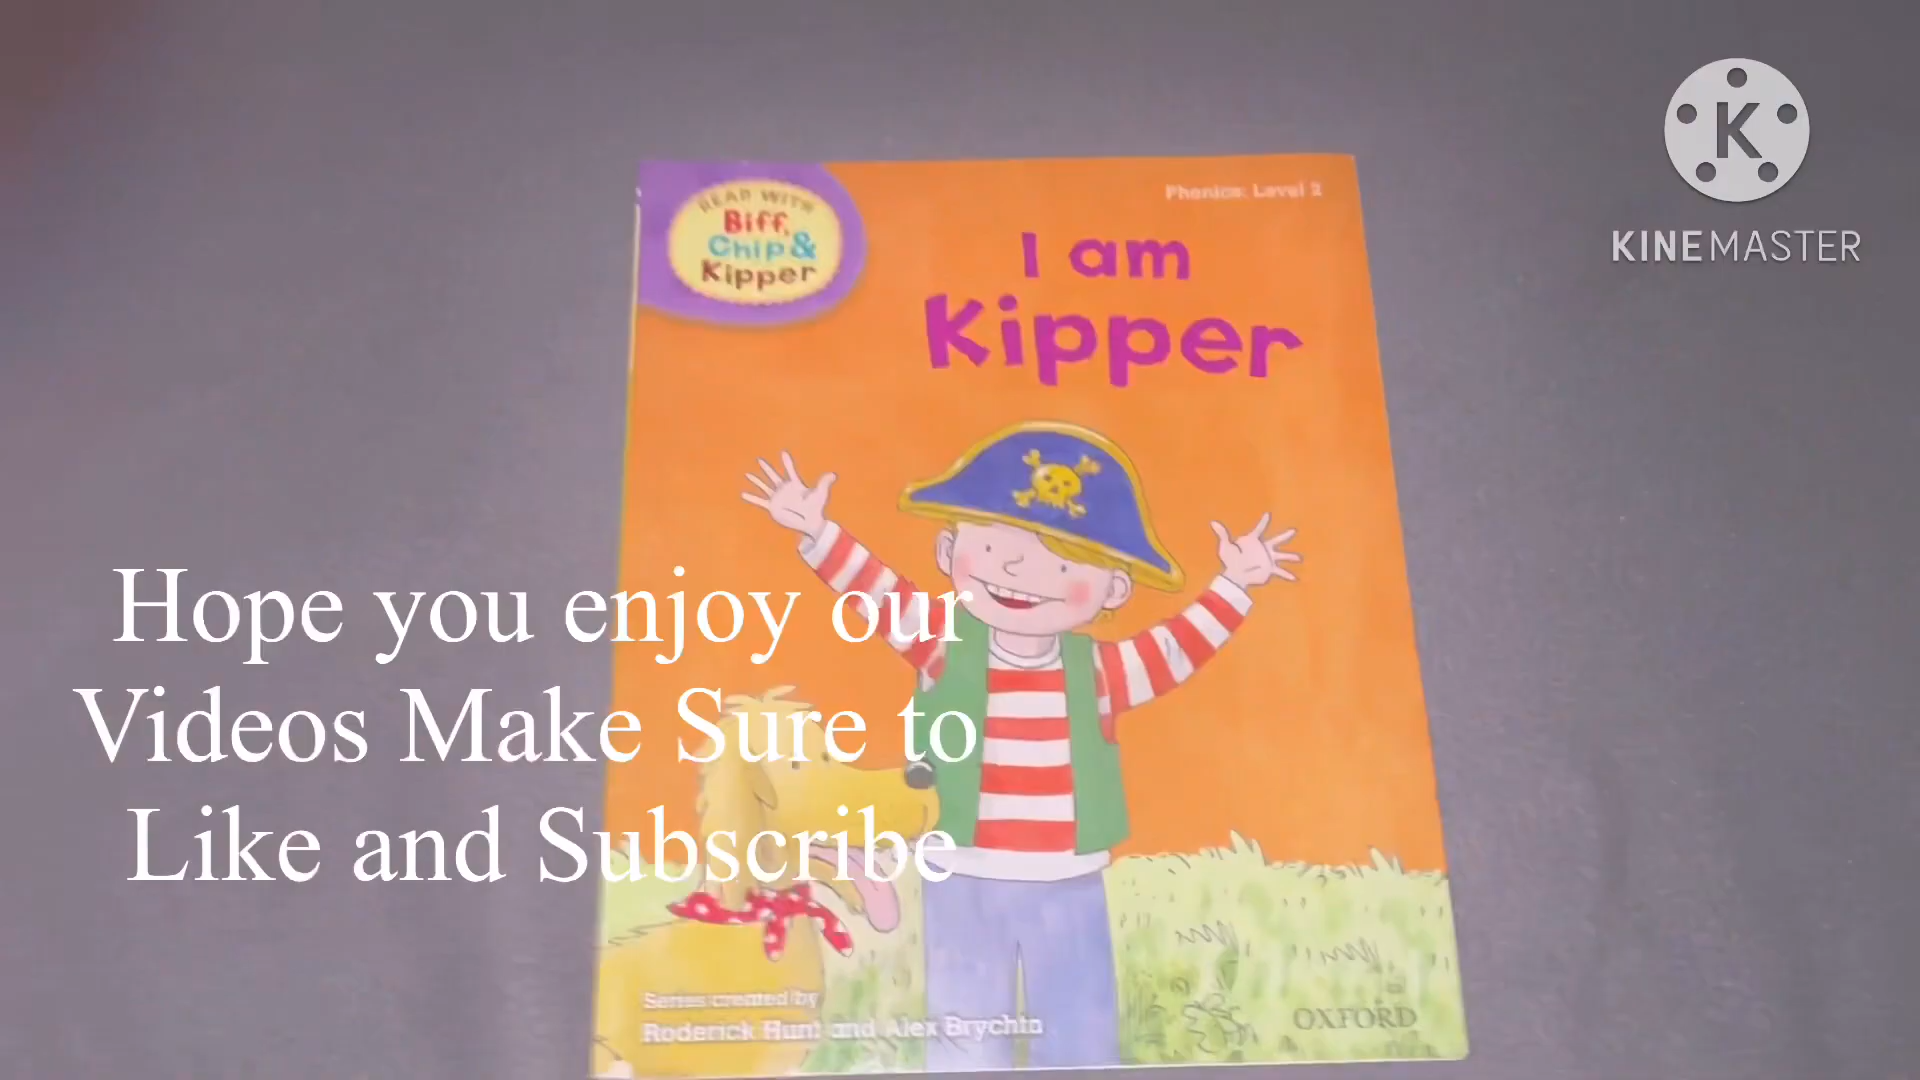 READ WITH
Biff,
Chip &
Kipper
Phonics: Level 2
I am
Kipper
K
KINEMASTER
Hope you enjoy our
Videos Make Sure to
Like and Subscribe
Series created by
Roderick Hunt and Alex Brychta
OXFORD